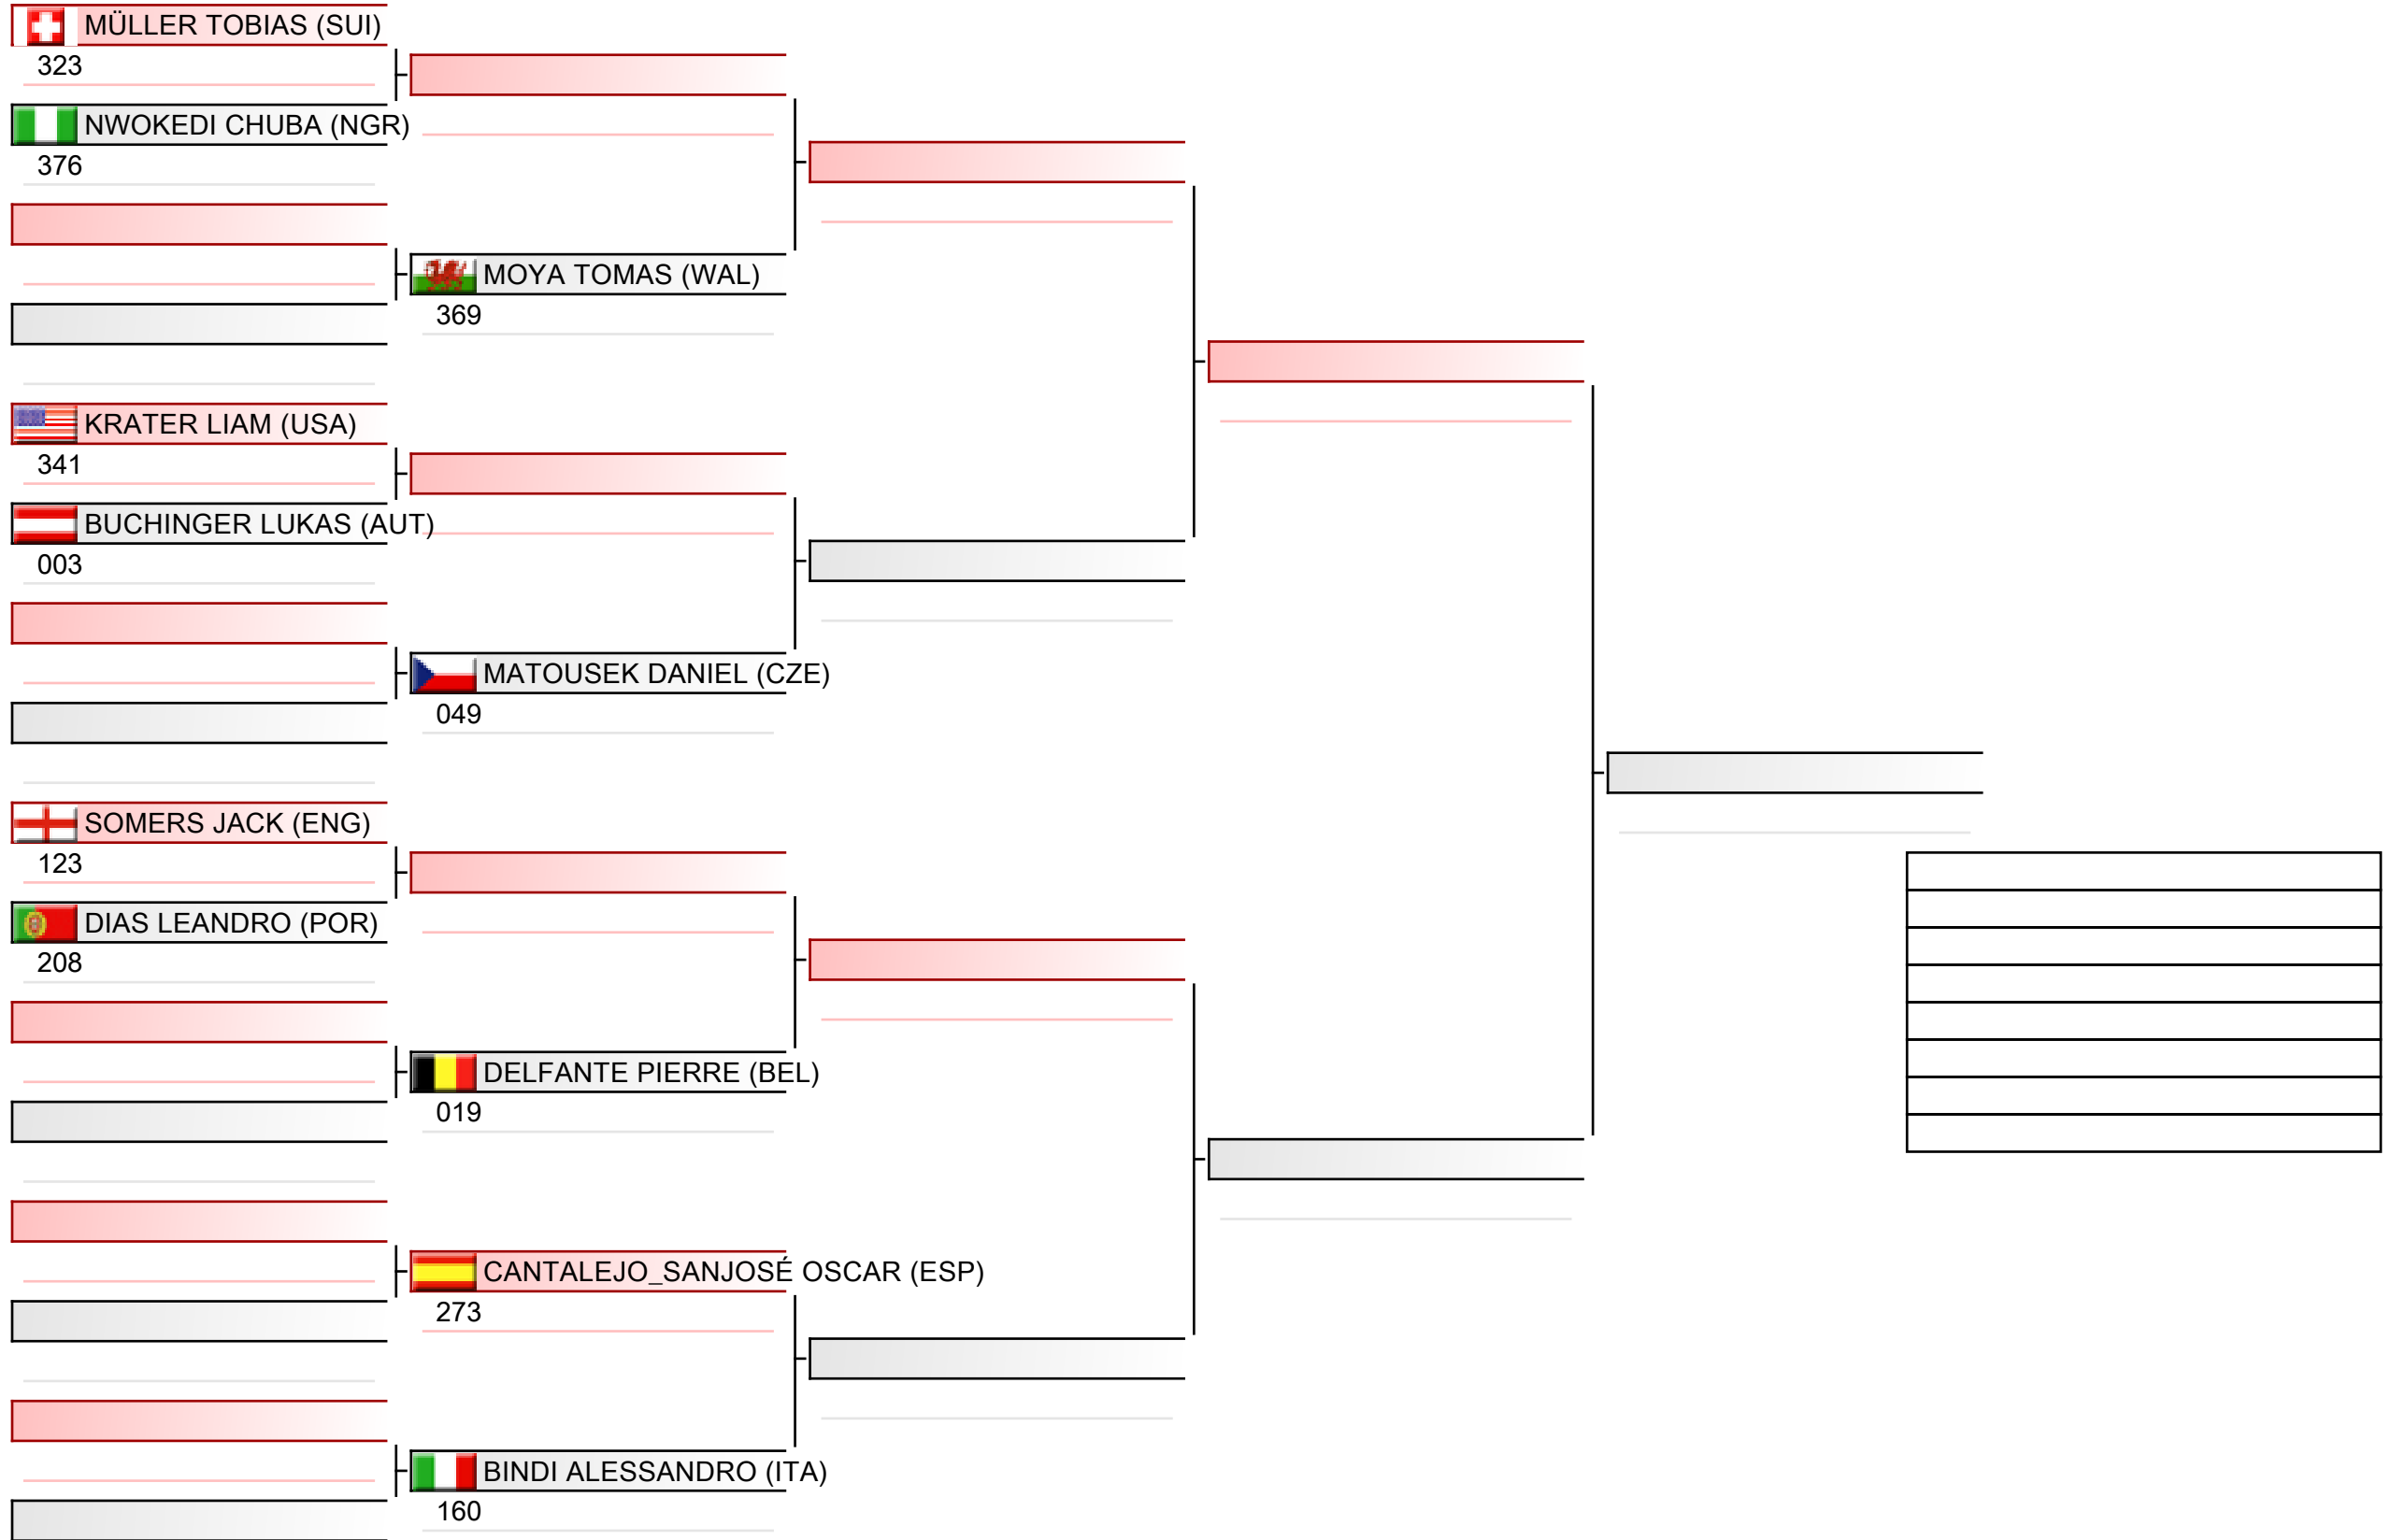 MÜLLER TOBIAS (SUI)
323
NWOKEDI CHUBA (NGR)
376
MOYA TOMAS (WAL)
369
KRATER LIAM (USA)
341
BUCHINGER LUKAS (AUT)
003
MATOUSEK DANIEL (CZE)
049
SOMERS JACK (ENG)
123
DIAS LEANDRO (POR)
208
DELFANTE PIERRE (BEL)
019
CANTALEJO_SANJOSÉ OSCAR (ESP)
273
BINDI ALESSANDRO (ITA)
160